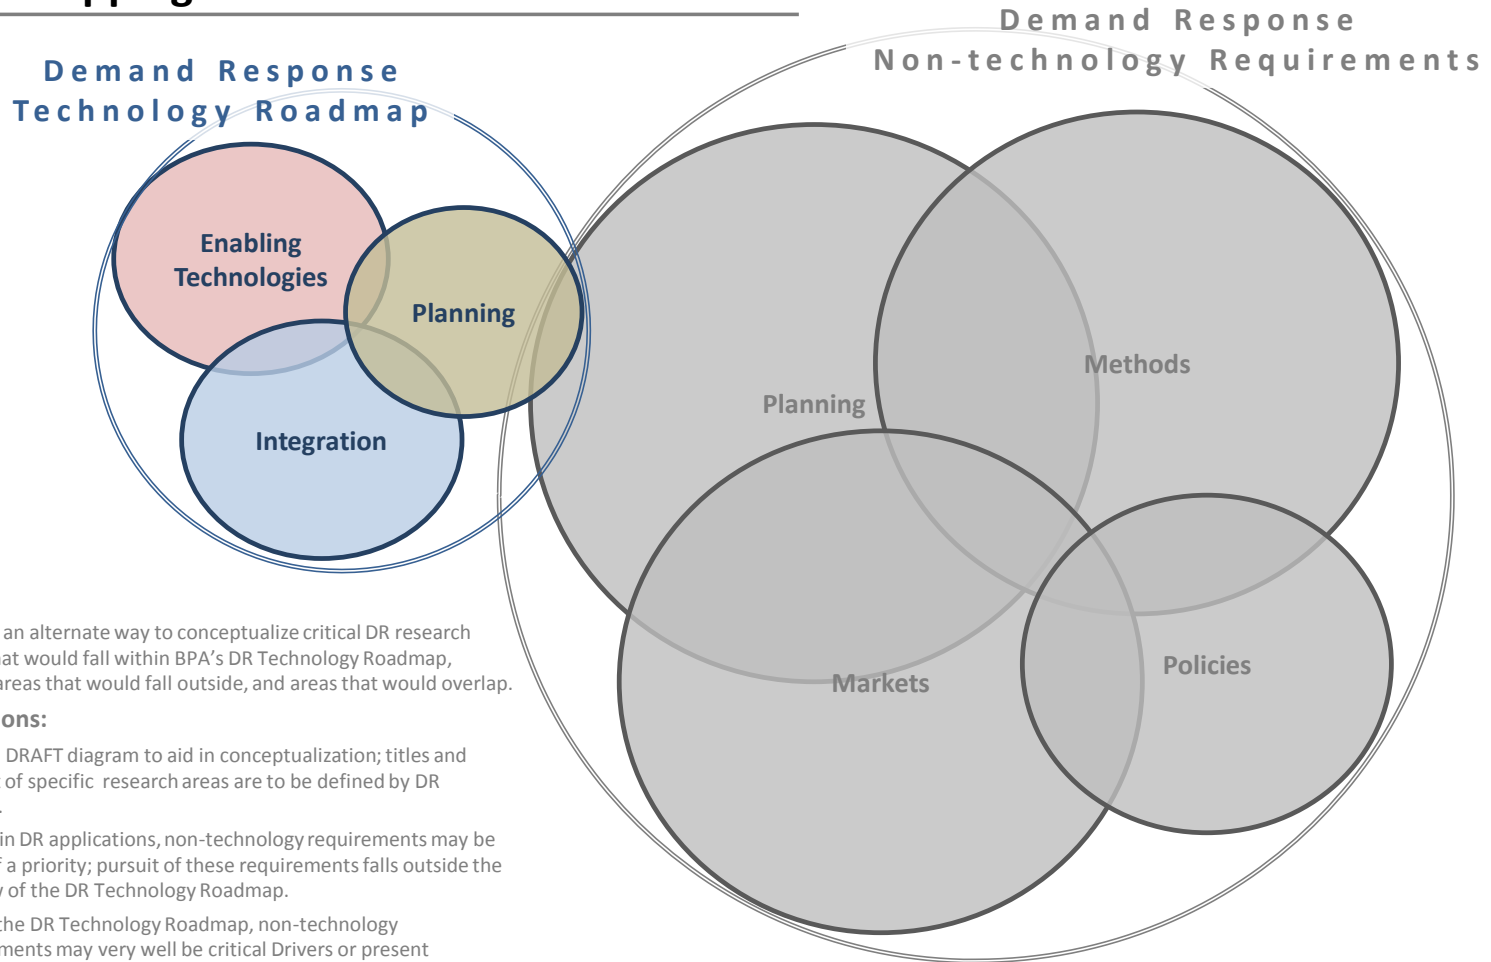 Demand Response
Technology Roadmap
Demand Response
Non-technology Requirements
Enabling
Technologies
Planning
Integration
Planning
Methods
Markets
Policies
an alternate way to conceptualize critical DR research
at would fall within BPA's DR Technology Roadmap,
areas that would fall outside, and areas that would overlap.
ons:
DRAFT diagram to aid in conceptualization; titles and
of specific research areas are to be defined by DR
.
in DR applications, non-technology requirements may be
a priority; pursuit of these requirements falls outside the
of the DR Technology Roadmap.
the DR Technology Roadmap, non-technology
ments may very well be critical Drivers or present